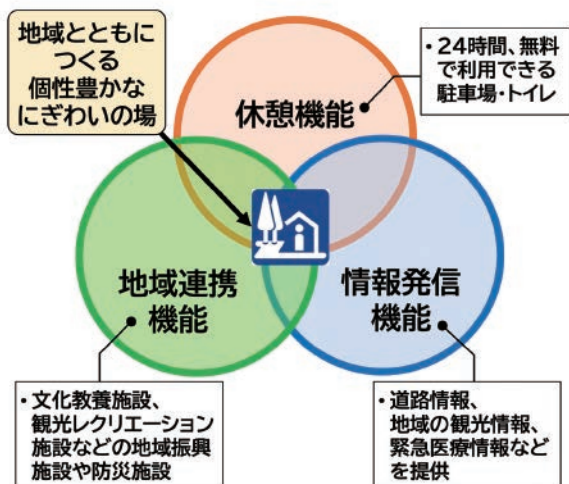 地域とともに
つくる
個性豊かな
にぎわいの場
・24時間、無料
で利用できる
駐車場・トイレ
休憩機能
地域連携
機能
情報発信
機能
・文化教養施設、
観光レクリエーション
施設などの地域振興
施設や防災施設
・道路情報、
地域の観光情報、
緊急医療情報など
を提供